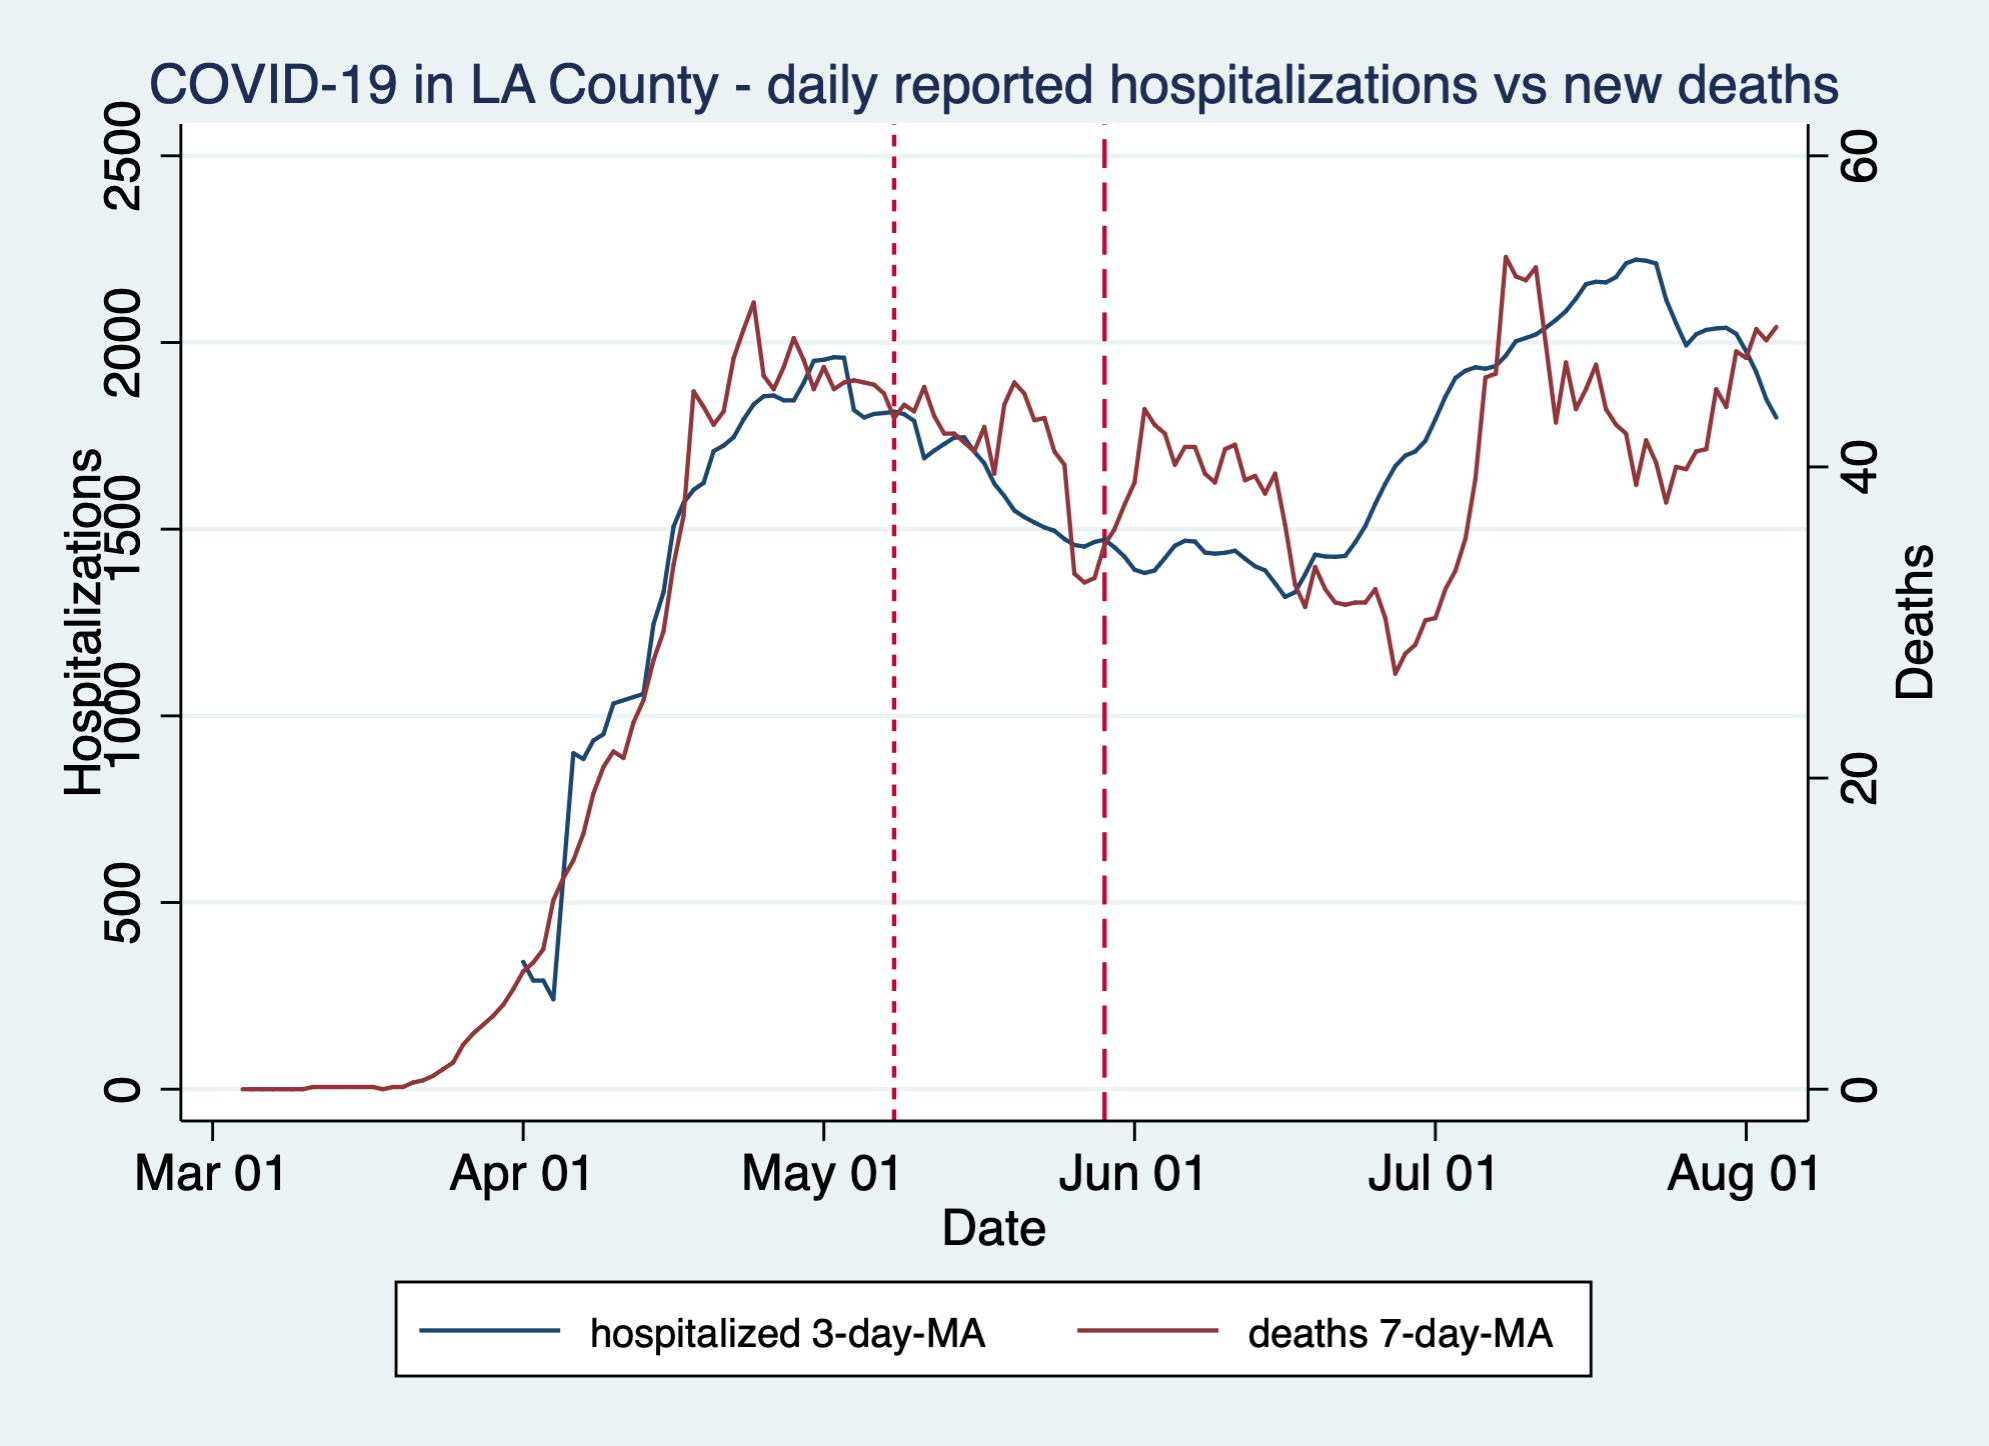 COVID-19 in LA County - daily reported hospitalizations vs new deaths
Hospitalizations
2500
2000
1500
1000
500
0
60
40
20
0
Deaths
Mar 01 Apr 01 May 01 Jun 01 Jul 01 Aug 01
Date
hospitalized 3-day-MA deaths 7-day-MA